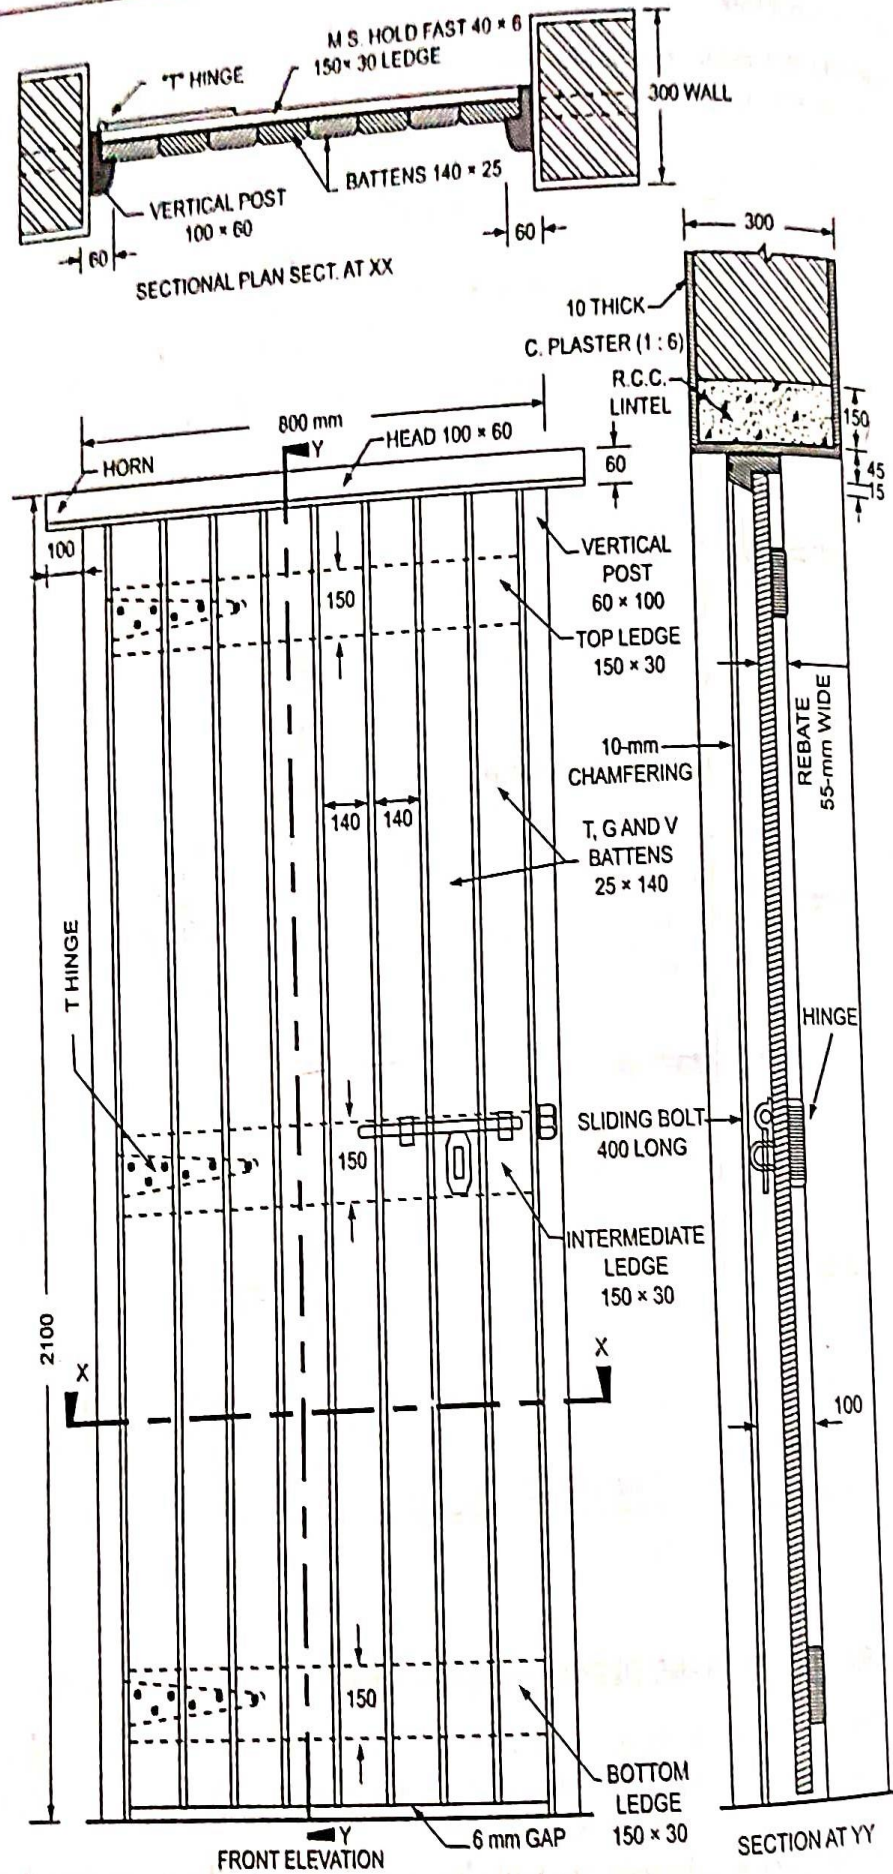 M S. HOLD FAST 40 × 6
150× 30 LEDGE
'T' HINGE
300 WALL
BATTENS 140 × 25
VERTICAL POST
100 × 60
60
60
SECTIONAL PLAN SECT. AT XX
300
10 THICK
C. PLASTER (1 : 6)
R.C.C.
LINTEL
150
45
15
800 mm
Y
HEAD 100 × 60
HORN
60
100
150
VERTICAL
POST
60 × 100
TOP LEDGE
150 × 30
REBATE
55-mm WIDE
10-mm
CHAMFERING
140
140
T, G AND V
BATTENS
25 × 140
T HINGE
HINGE
SLIDING BOLT
400 LONG
150
INTERMEDIATE
LEDGE
150 × 30
2100
X
X
100
150
BOTTOM
LEDGE
150 × 30
Y
6 mm GAP
FRONT ELEVATION
SECTION AT YY